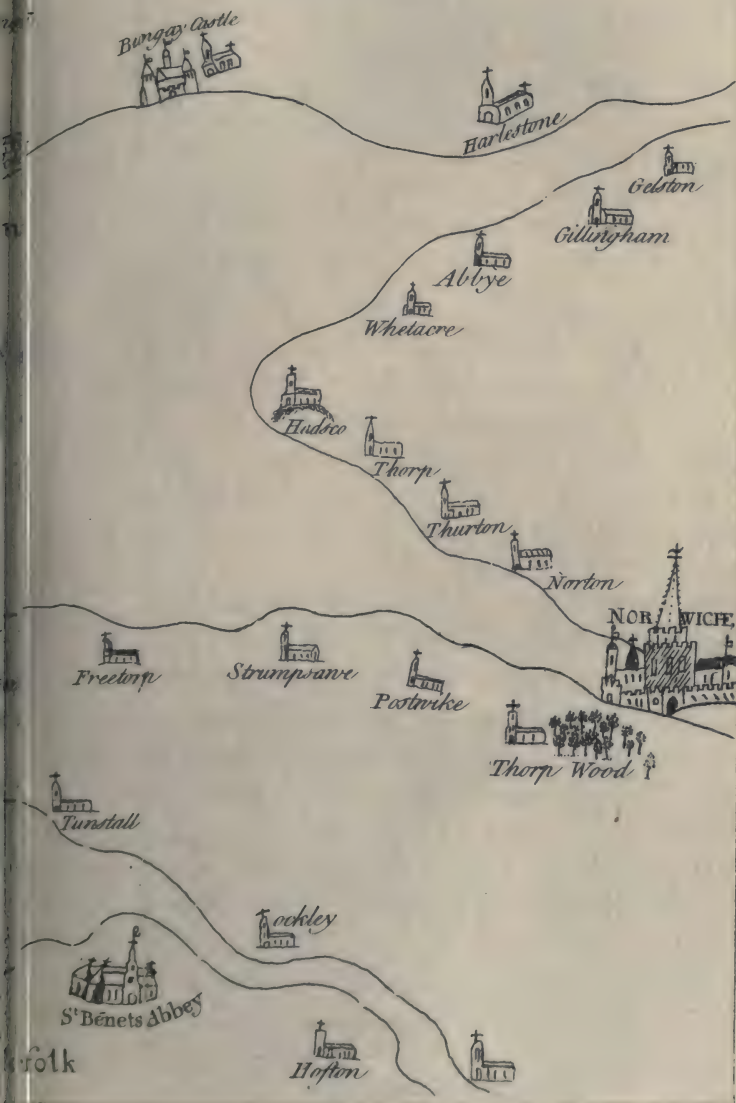 Bungay Castle
Harlestone
Gelston
Gillingham
Abbye
Whetacre
Hadsco
Thorp
Thurton
Norton
NOR WICHE,
Freetorp
Strumpsawe
Postwike
Thorp Wood
Tunstall
ockley
St Benets Abbey
Hofton
folk